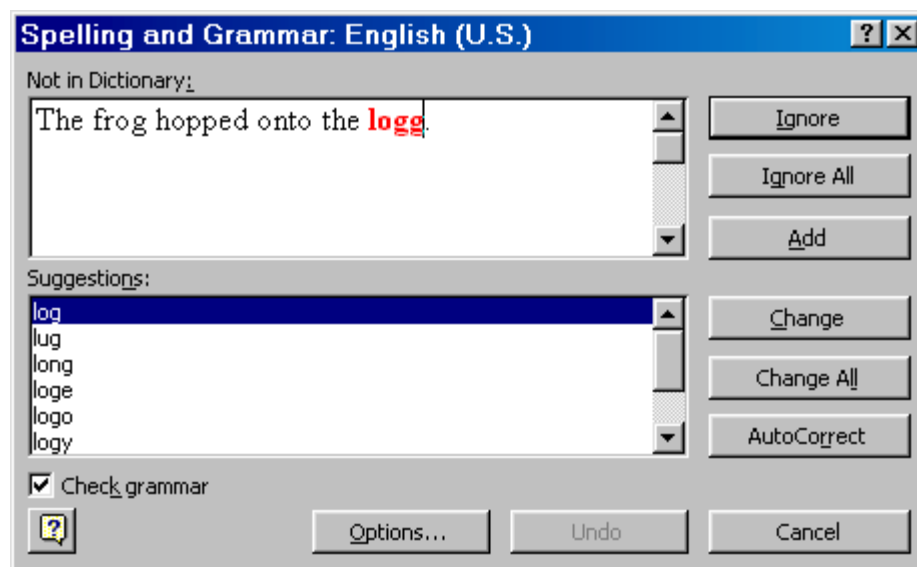 Spelling and Grammar: English (U.S.)
Not in Dictionary:
The frog hopped onto the logg.
Ignore
Ignore All
Add
Suggestions:
log
lug
long
loge
logo
logy
Change
Change All
AutoCorrect
Check grammar
Options...
Undo
Cancel